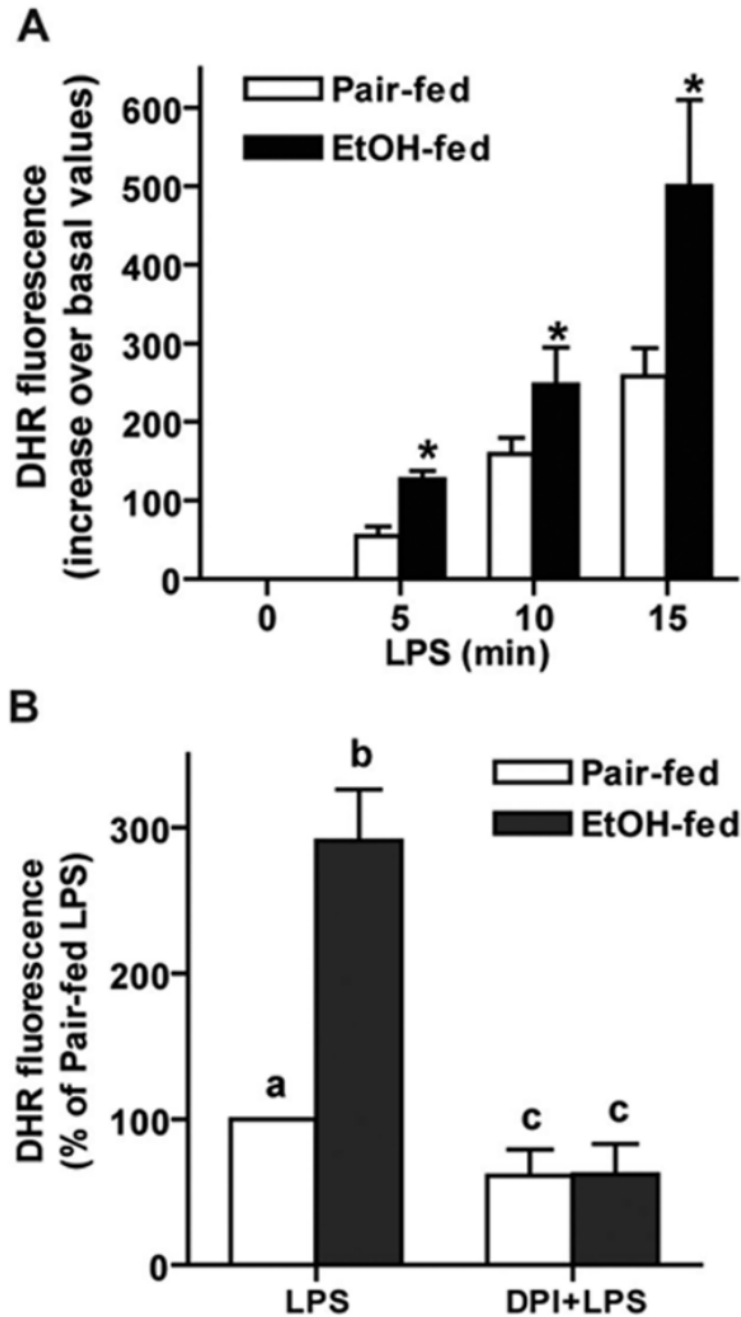 A
Pair-fed
EtOH-fed
DHR fluorescence
(increase over basal values)
600
500
400
300
200
100
0
* * *
0 5 10 15
LPS (min)
B
Pair-fed
EtOH-fed
DHR fluorescence
(% of Pair-fed LPS)
300
200
100
0
a b c c
LPS DPI+LPS